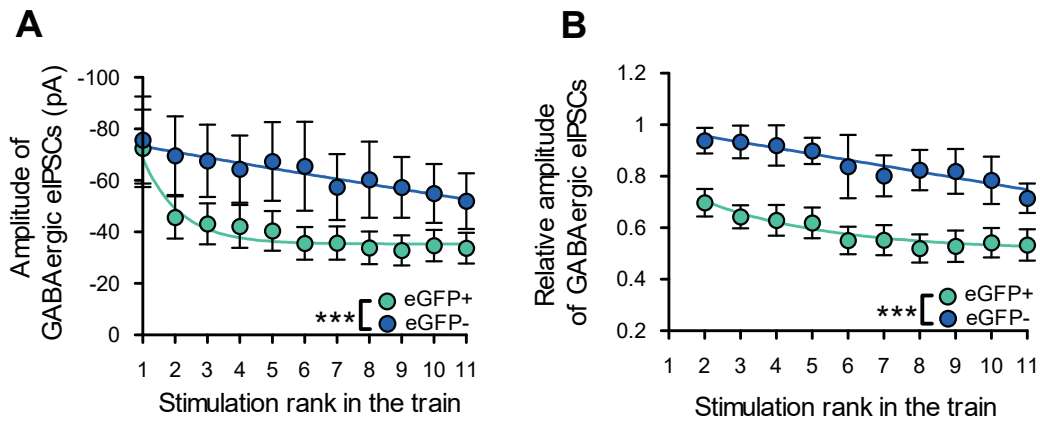 A
Amplitude of
GABAergic eIPSCs (pA)
-100
-80
-60
-40
-20
0
1 2 3 4 5 6 7 8 9 10 11
Stimulation rank in the train
*** eGFP+
eGFP-
B
Relative amplitude
of GABAergic eIPSCs
1.2
1
0.8
0.6
0.4
0.2
1 2 3 4 5 6 7 8 9 10 11
Stimulation rank in the train
*** eGFP+
eGFP-